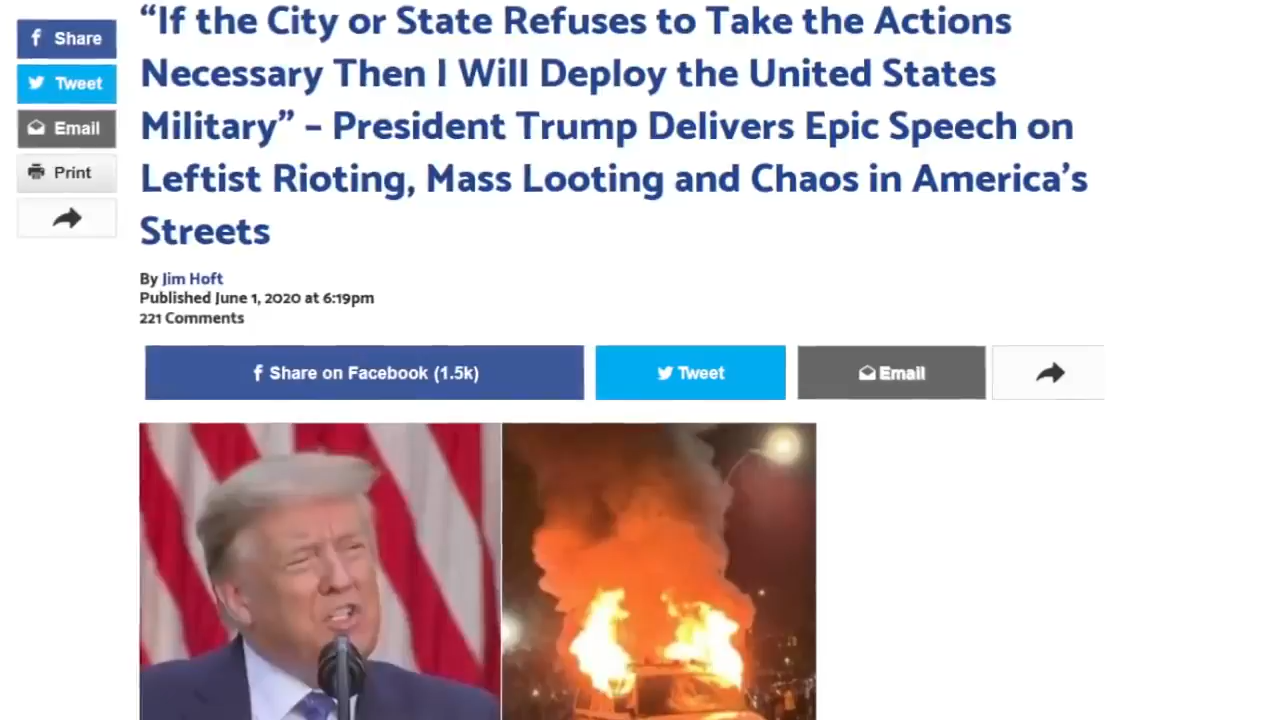 Share
Tweet
Email
Print
“If the City or State Refuses to Take the Actions
Necessary Then I Will Deploy the United States
Military” – President Trump Delivers Epic Speech on
Leftist Rioting, Mass Looting and Chaos in America’s
Streets
By Jim Hoft
Published June 1, 2020 at 6:19pm
221 Comments
Share on Facebook (1.5k)
Tweet
Email